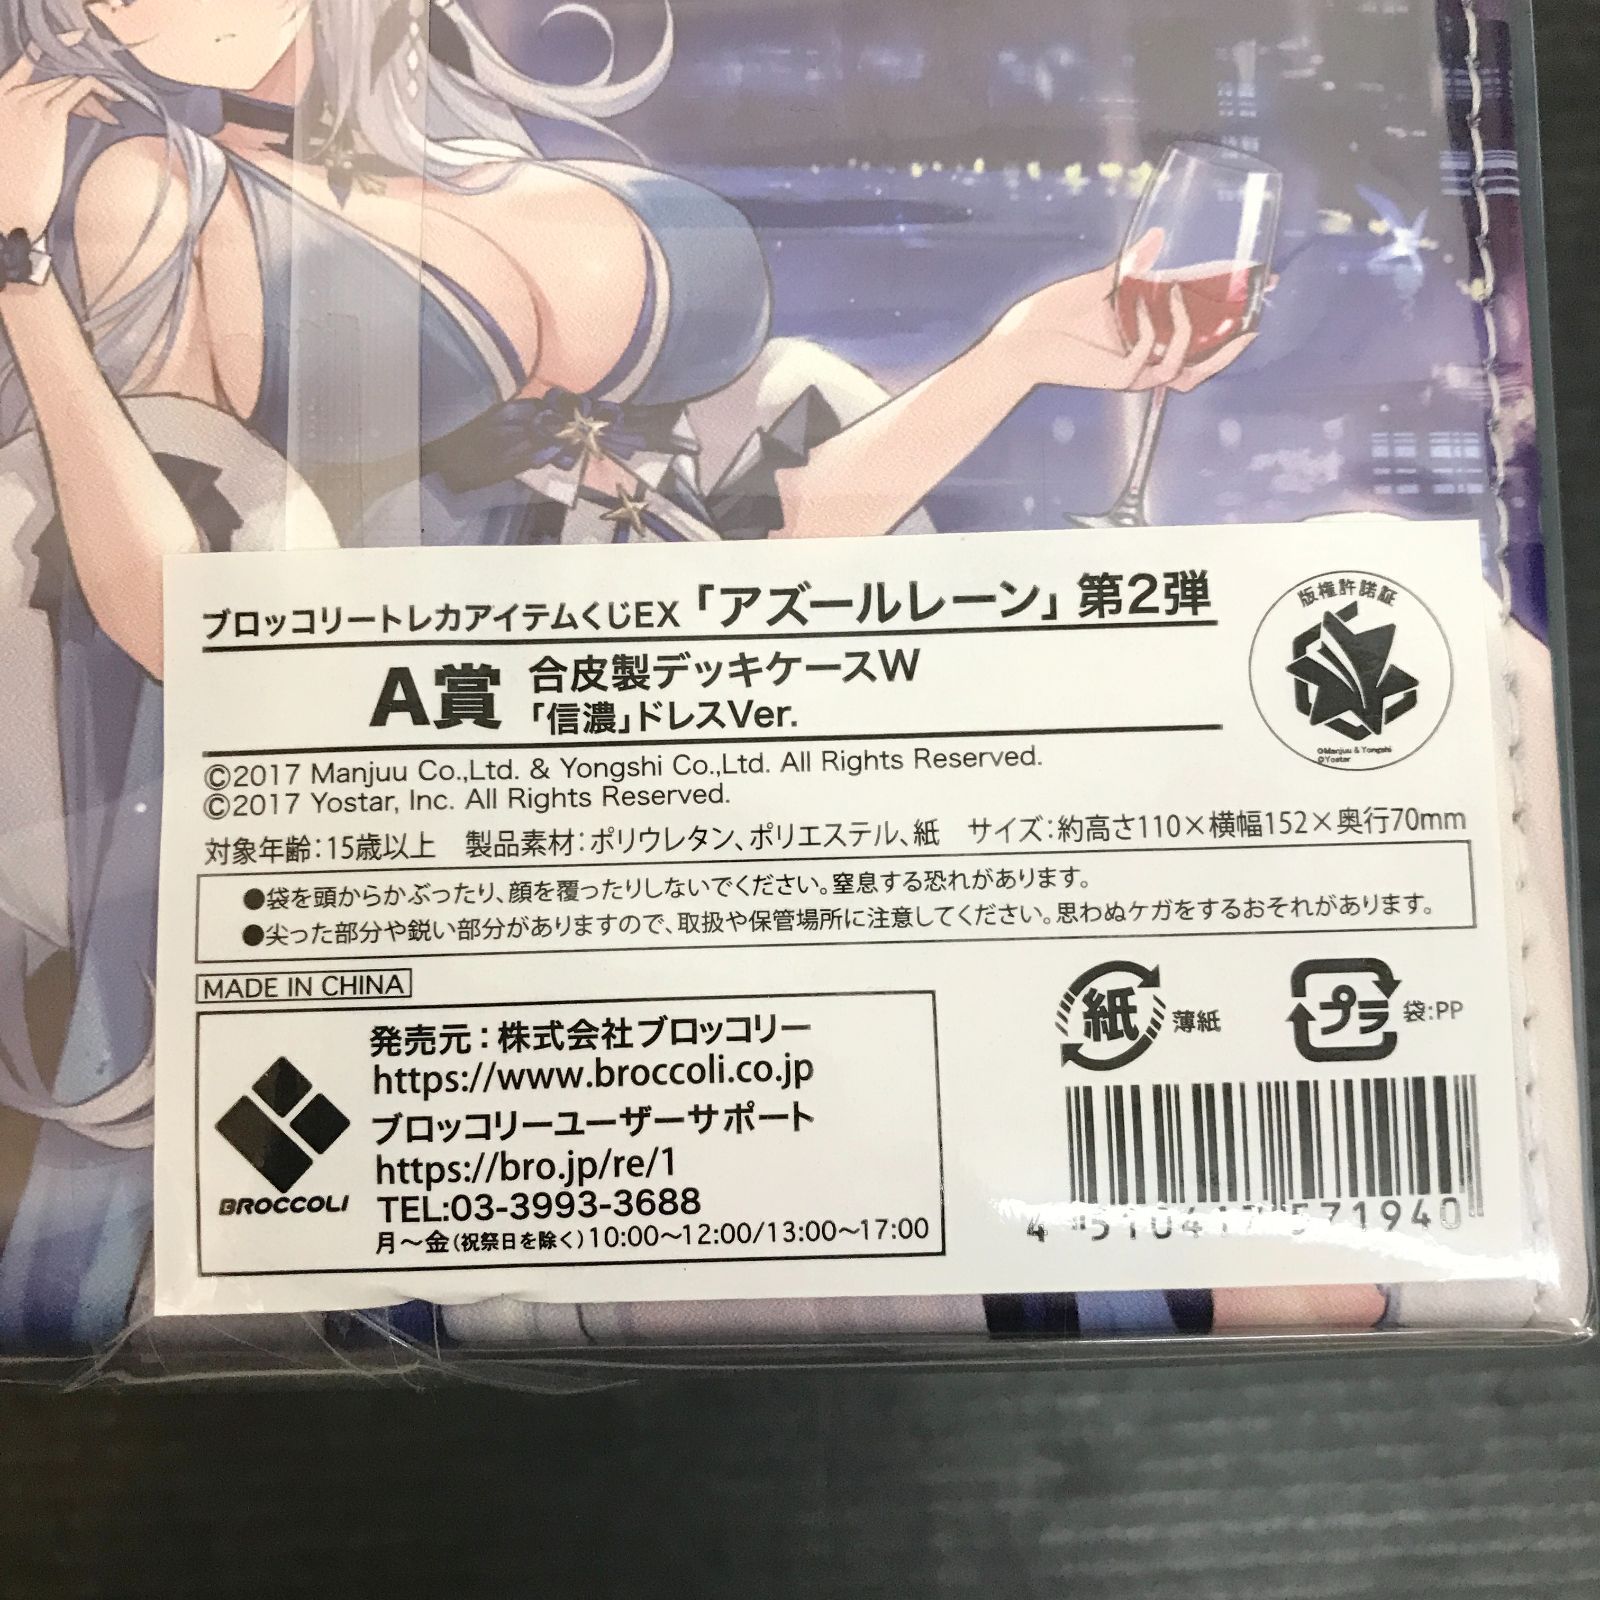 ブロッコリートレカアイテムくじEX 「アズールレーン」 第2弾
版権許諾証
©Manjuu & Yongshi
©Yostar
A賞 合皮製デッキケースW
「信濃」ドレスVer.
©2017 Manjuu Co.,Ltd. & Yongshi Co.,Ltd. All Rights Reserved.
©2017 Yostar, Inc. All Rights Reserved.
対象年齢：15歳以上　製品素材：ポリウレタン、ポリエステル、紙　サイズ：約高さ110×横幅152×奥行70mm
●袋を頭からかぶったり、顔を覆ったりしないでください。窒息する恐れがあります。
●尖った部分や鋭い部分がありますので、取扱や保管場所に注意してください。思わぬケガをするおそれがあります。
MADE IN CHINA
発売元：株式会社ブロッコリー
https://www.broccoli.co.jp
ブロッコリーユーザーサポート
https://bro.jp/re/1
TEL:03-3993-3688
月～金（祝祭日を除く）10:00～12:00/13:00～17:00
BROCCOLI
紙 薄紙
プラ 袋:PP
4 510417 571940